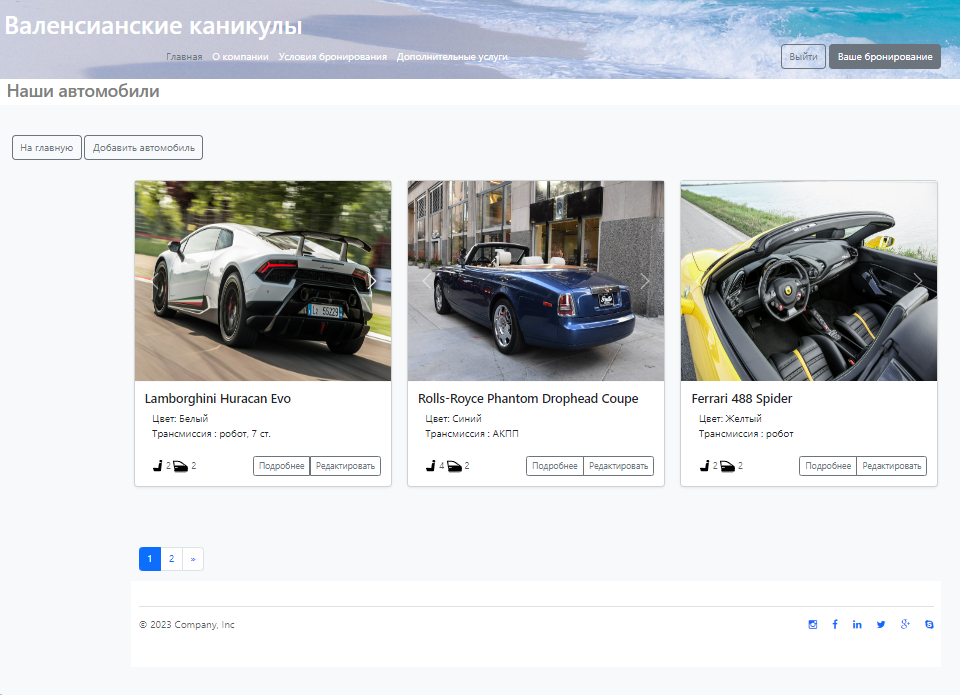 Валенсианские каникулы
Главная О компании Условия бронирования Дополнительные услуги Выйти Ваше бронирование
Наши автомобили
На главную Добавить автомобиль
Lamborghini Huracan Evo
Цвет: Белый
Трансмиссия : робот, 7 ст.
2 2 Подробнее Редактировать
Rolls-Royce Phantom Drophead Coupe
Цвет: Синий
Трансмиссия : АКПП
4 2 Подробнее Редактировать
Ferrari 488 Spider
Цвет: Желтый
Трансмиссия : робот
2 2 Подробнее Редактировать
1 2 »
© 2023 Company, Inc